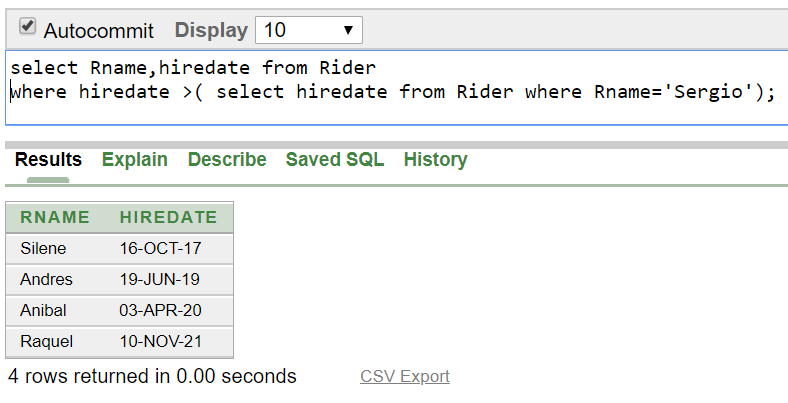 Autocommit Display 10
select Rname,hiredate from Rider
where hiredate >( select hiredate from Rider where Rname='Sergio');
Results Explain Describe Saved SQL History
RNAME HIREDATE
Silene 16-OCT-17
Andres 19-JUN-19
Anibal 03-APR-20
Raquel 10-NOV-21
4 rows returned in 0.00 seconds CSV Export